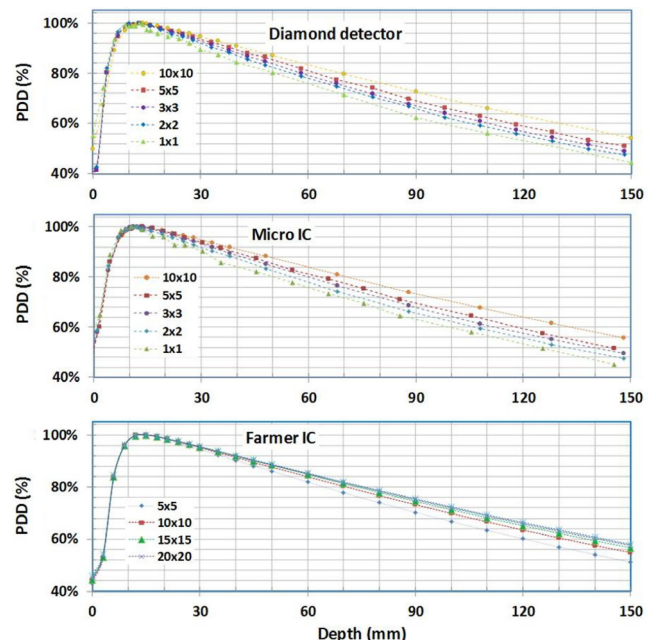 Diamond detector
PDD (%)
100%
80%
60%
40%
10x10
5x5
3x3
2x2
1x1
0 30 60 90 120 150
Micro IC
PDD (%)
100%
80%
60%
40%
10x10
5x5
3x3
2x2
1x1
0 30 60 90 120 150
Farmer IC
PDD (%)
100%
80%
60%
40%
5x5
10x10
15x15
20x20
0 30 60 90 120 150
Depth (mm)